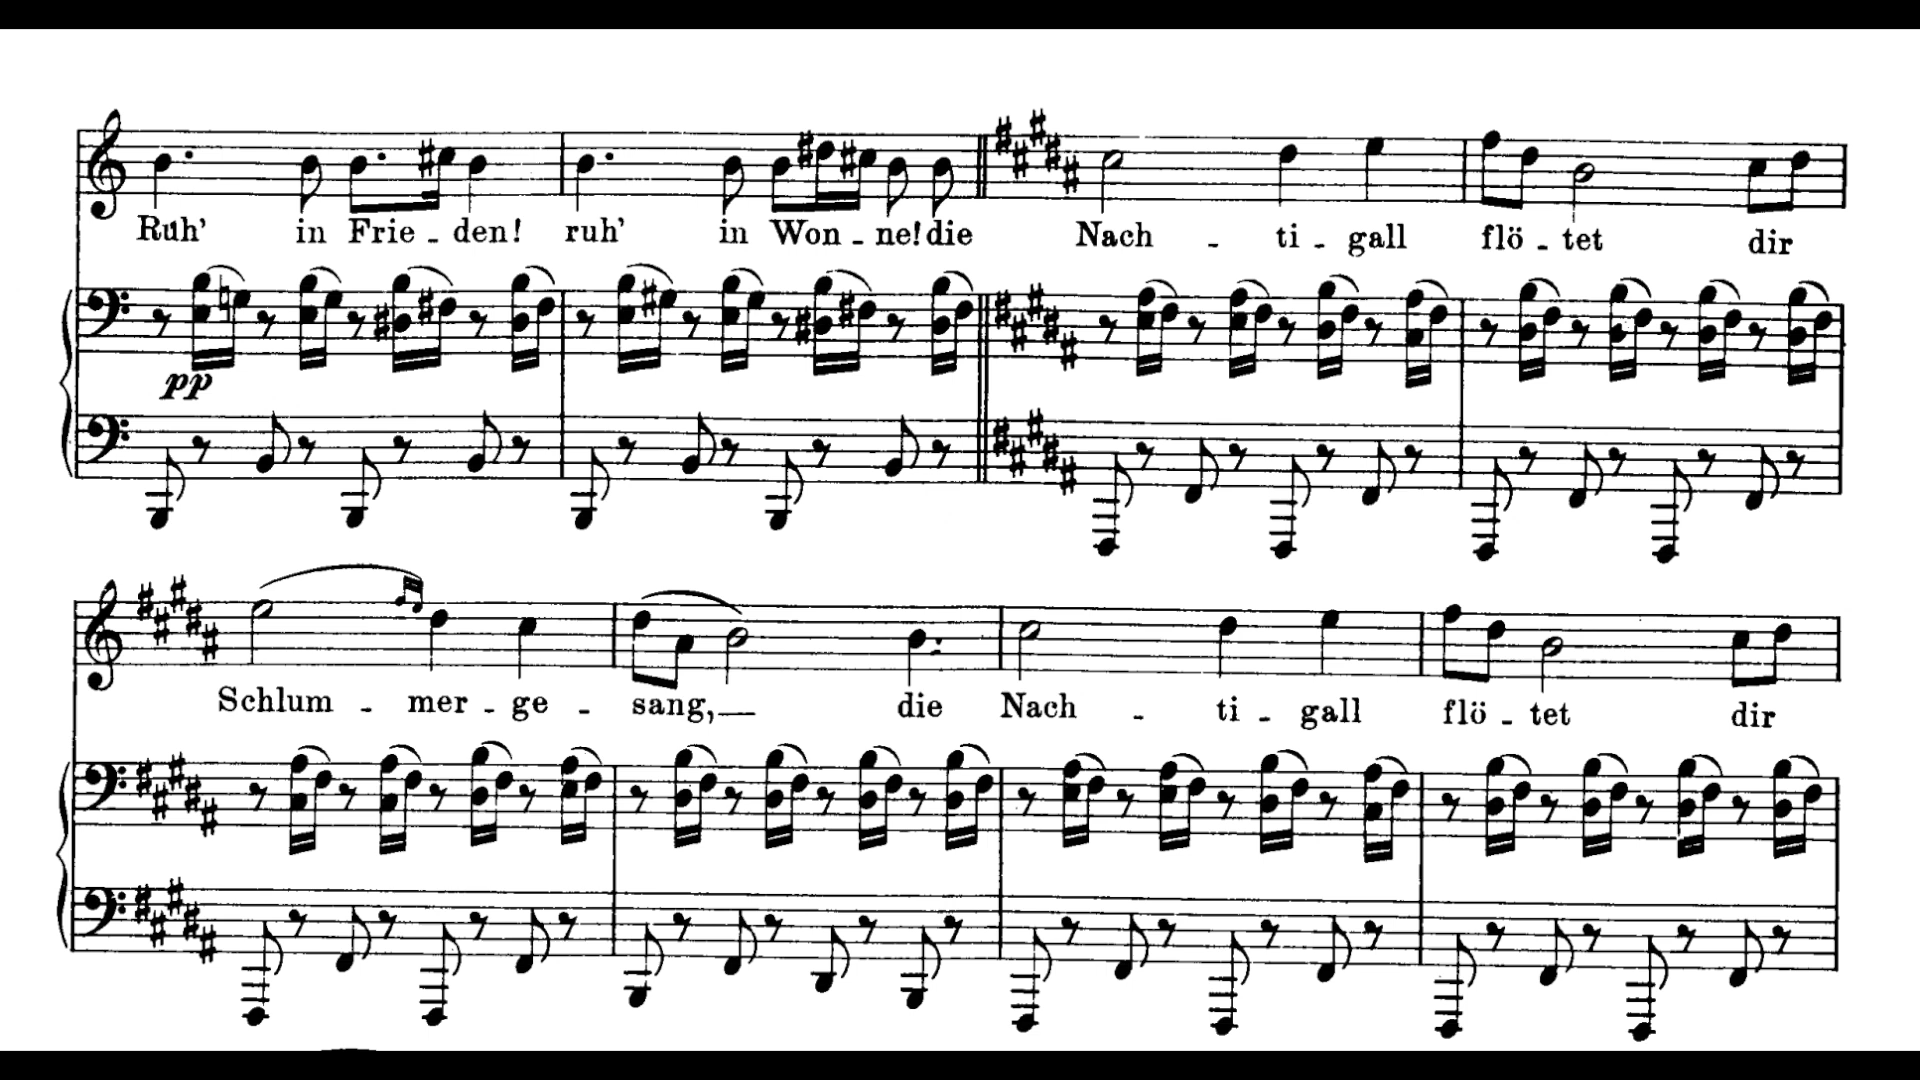 Ruh' in Frie - den! ruh' in Won - ne! die Nach - ti - gall flö - tet dir
pp
Schlum - mer - ge - sang, die Nach - ti - gall flö - tet dir